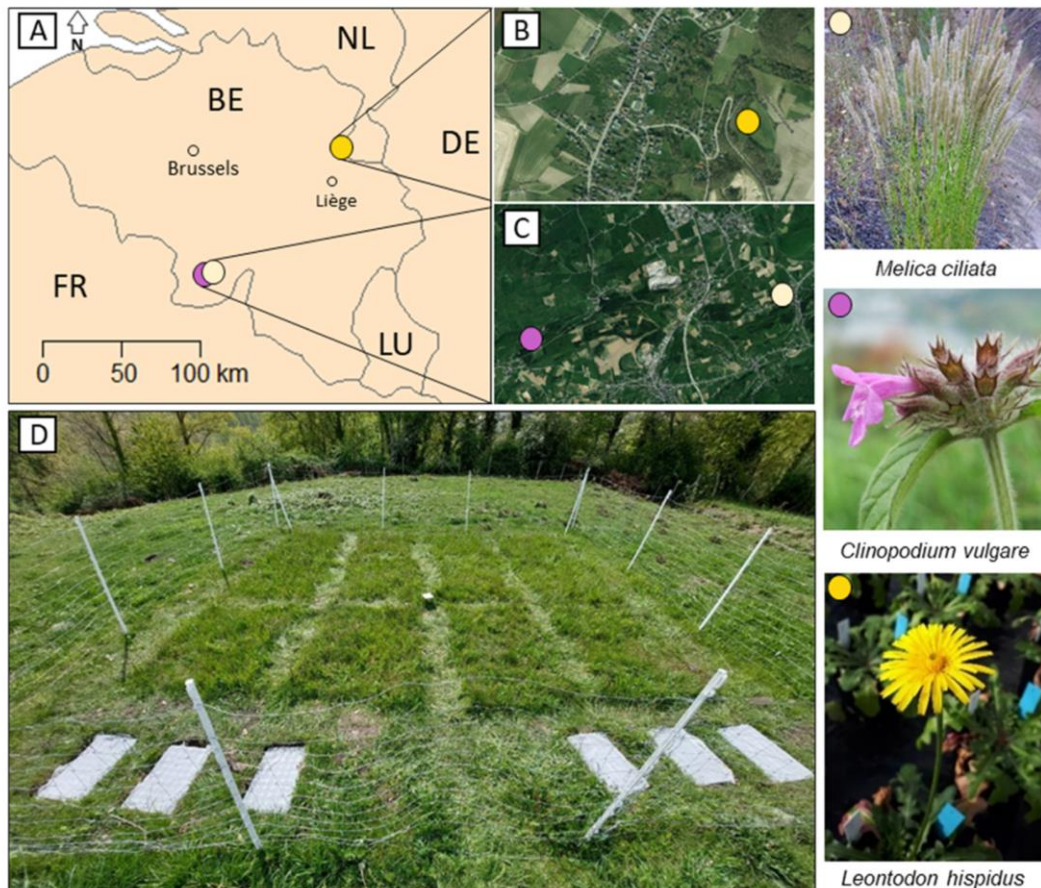 A
N
NL
BE
DE
Brussels
Liège
FR
LU
0 50 100 km
B
C
D
Melica ciliata
Clinopodium vulgare
Leontodon hispidus